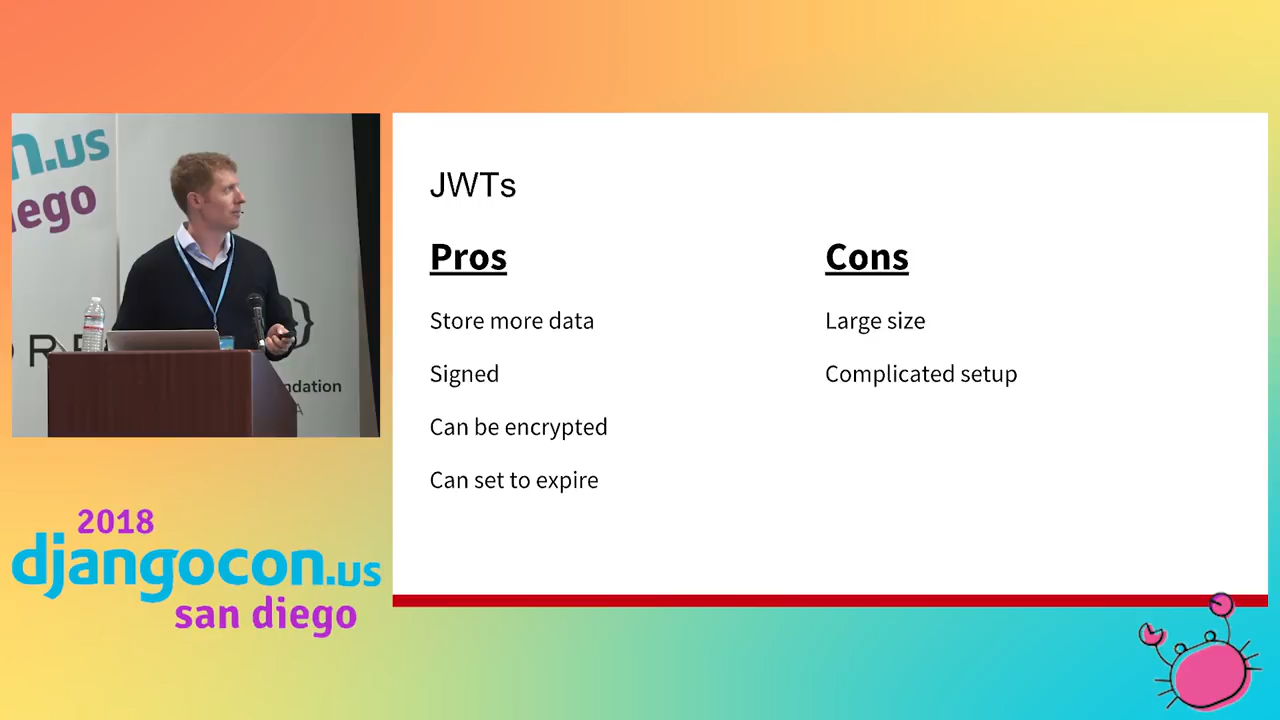 n.us
iego
ORE
ndation
A
2018
djangocon.us
san diego
JWTs
Pros
Store more data
Signed
Can be encrypted
Can set to expire
Cons
Large size
Complicated setup